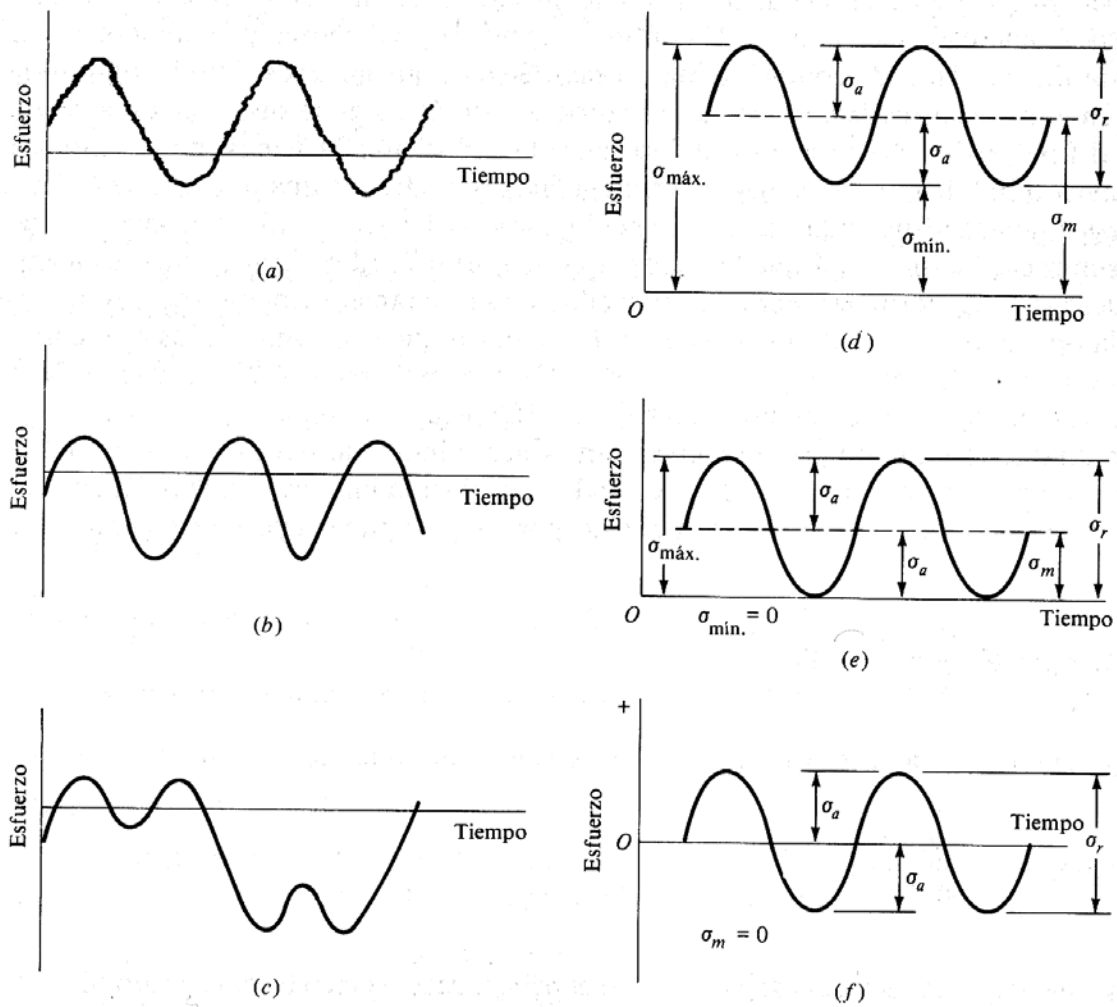 Esfuerzo
Tiempo
(a)
Esfuerzo
Tiempo
(b)
Esfuerzo
Tiempo
(c)
Esfuerzo
σmáx.
σa
σa
σmín.
σr
σm
O
Tiempo
(d)
Esfuerzo
σmáx.
σa
σa
σm
σr
O
σmín. = 0
Tiempo
(e)
+
Esfuerzo
O
σa
σa
Tiempo
σr
σm = 0
(f)